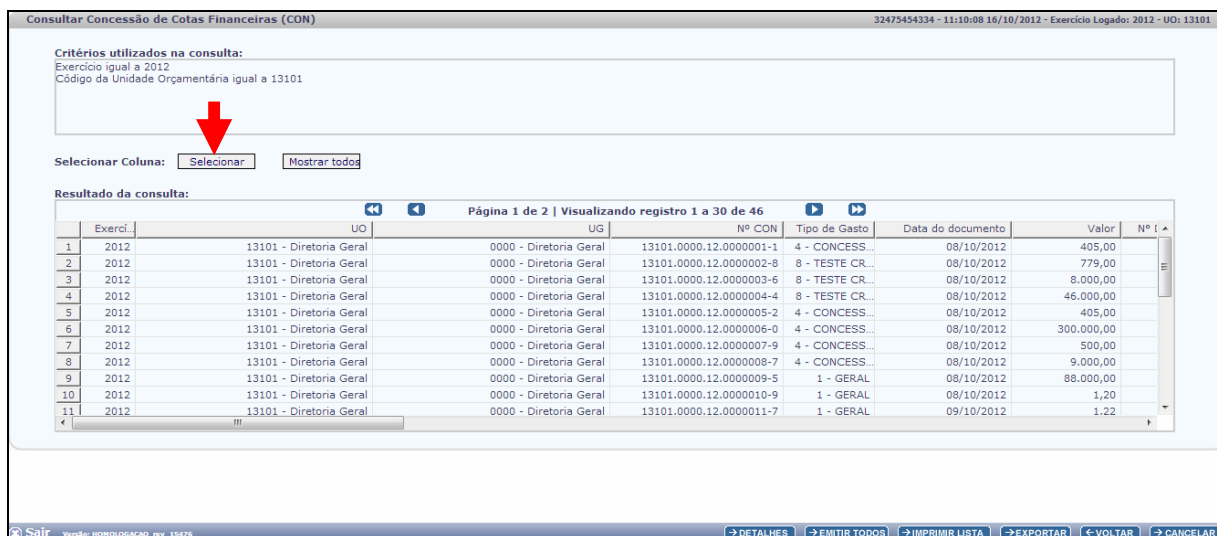 Consultar Concessão de Cotas Financeiras (CON) 32475454334 - 11:10:08 16/10/2012 - Exercício Logado: 2012 - UO: 13101
Critérios utilizados na consulta:
Exercício igual a 2012
Código da Unidade Orçamentária igual a 13101
Selecionar Coluna: Selecionar Mostrar todos
Resultado da consulta:
Página 1 de 2 | Visualizando registro 1 a 30 de 46
Exercí... UO UG Nº CON Tipo de Gasto Data do documento Valor Nº
1 2012 13101 - Diretoria Geral 0000 - Diretoria Geral 13101.0000.12.0000001-1 4 - CONCESS... 08/10/2012 405,00
2 2012 13101 - Diretoria Geral 0000 - Diretoria Geral 13101.0000.12.0000002-8 8 - TESTE CR... 08/10/2012 779,00
3 2012 13101 - Diretoria Geral 0000 - Diretoria Geral 13101.0000.12.0000003-6 8 - TESTE CR... 08/10/2012 8.000,00
4 2012 13101 - Diretoria Geral 0000 - Diretoria Geral 13101.0000.12.0000004-4 8 - TESTE CR... 08/10/2012 46.000,00
5 2012 13101 - Diretoria Geral 0000 - Diretoria Geral 13101.0000.12.0000005-2 4 - CONCESS... 08/10/2012 405,00
6 2012 13101 - Diretoria Geral 0000 - Diretoria Geral 13101.0000.12.0000006-0 4 - CONCESS... 08/10/2012 300.000,00
7 2012 13101 - Diretoria Geral 0000 - Diretoria Geral 13101.0000.12.0000007-9 4 - CONCESS... 08/10/2012 500,00
8 2012 13101 - Diretoria Geral 0000 - Diretoria Geral 13101.0000.12.0000008-7 4 - CONCESS... 08/10/2012 9.000,00
9 2012 13101 - Diretoria Geral 0000 - Diretoria Geral 13101.0000.12.0000009-5 1 - GERAL 08/10/2012 88.000,00
10 2012 13101 - Diretoria Geral 0000 - Diretoria Geral 13101.0000.12.0000010-9 1 - GERAL 08/10/2012 1,20
11 2012 13101 - Diretoria Geral 0000 - Diretoria Geral 13101.0000.12.0000011-7 1 - GERAL 09/10/2012 1.22
Sair Versão: HOMOLOGACAO_rev_15476 DETALHES EMITIR TODOS IMPRIMIR LISTA EXPORTAR VOLTAR CANCELAR